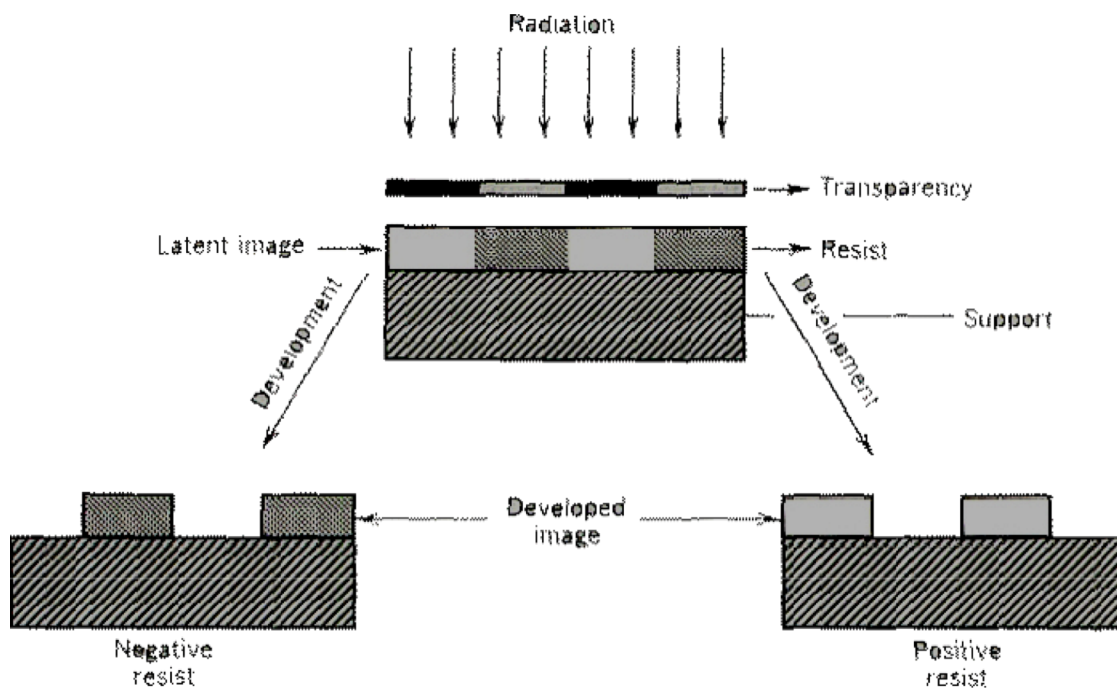 Radiation
Transparency
Latent image
Resist
Support
Development
Development
Developed
image
Negative
resist
Positive
resist